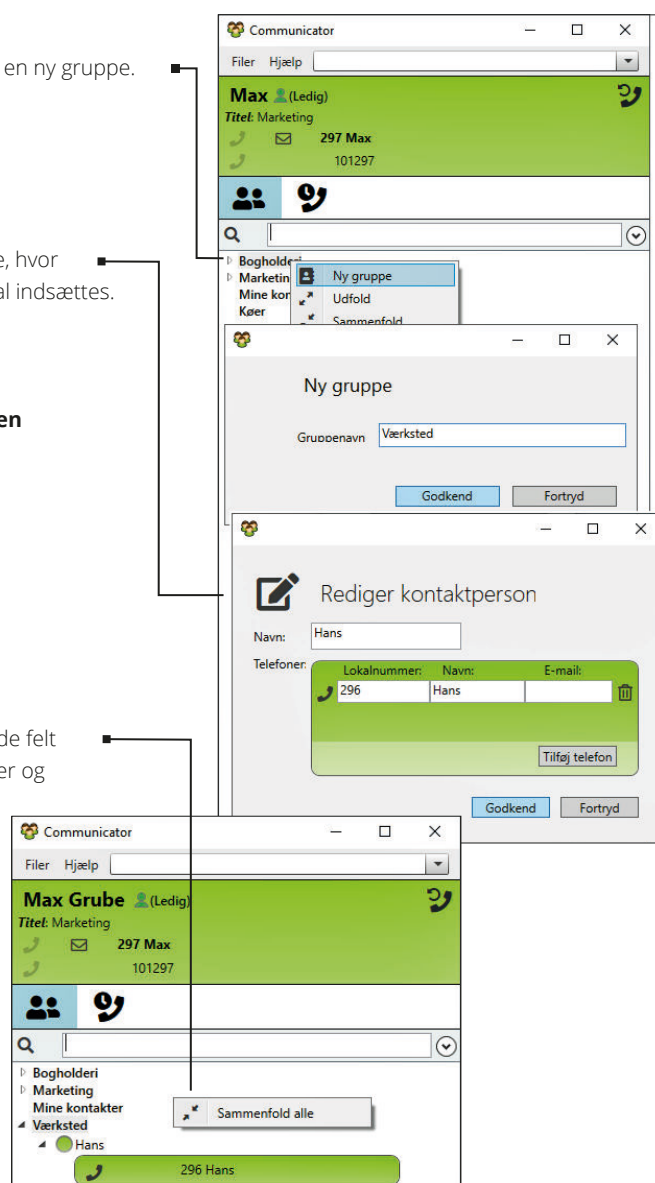 en ny gruppe.
e, hvor
al indsættes.
en
de felt
er og
Communicator
Filer Hjælp
Max (Ledig)
Titel: Marketing
297 Max
101297
Bogholderi
Marketin
Mine kon
Køer
Ny gruppe
Udfold
Sammenfold
Ny gruppe
Gruppenavn Værksted
Godkend Fortryd
Rediger kontaktperson
Navn: Hans
Telefoner:
Lokalnummer: Navn: E-mail:
296 Hans
Tilføj telefon
Godkend Fortryd
Communicator
Filer Hjælp
Max Grube (Ledig)
Titel: Marketing
297 Max
101297
Bogholderi
Marketing
Mine kontakter
Værksted
Hans
296 Hans
Sammenfold alle